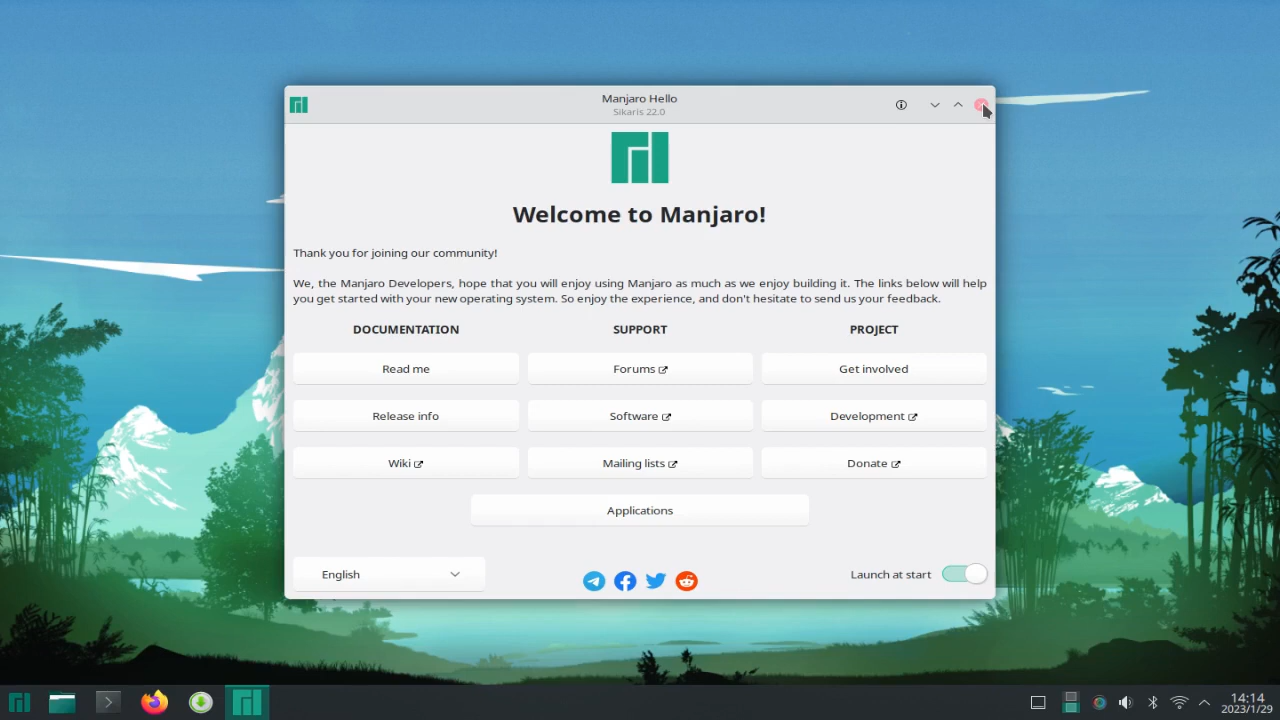 Manjaro Hello
Sikaris 22.0
Welcome to Manjaro!
Thank you for joining our community!
We, the Manjaro Developers, hope that you will enjoy using Manjaro as much as we enjoy building it. The links below will help
you get started with your new operating system. So enjoy the experience, and don't hesitate to send us your feedback.
DOCUMENTATION SUPPORT PROJECT
Read me Forums Get involved
Release info Software Development
Wiki Mailing lists Donate
Applications
English Launch at start
14:14
2023/1/29